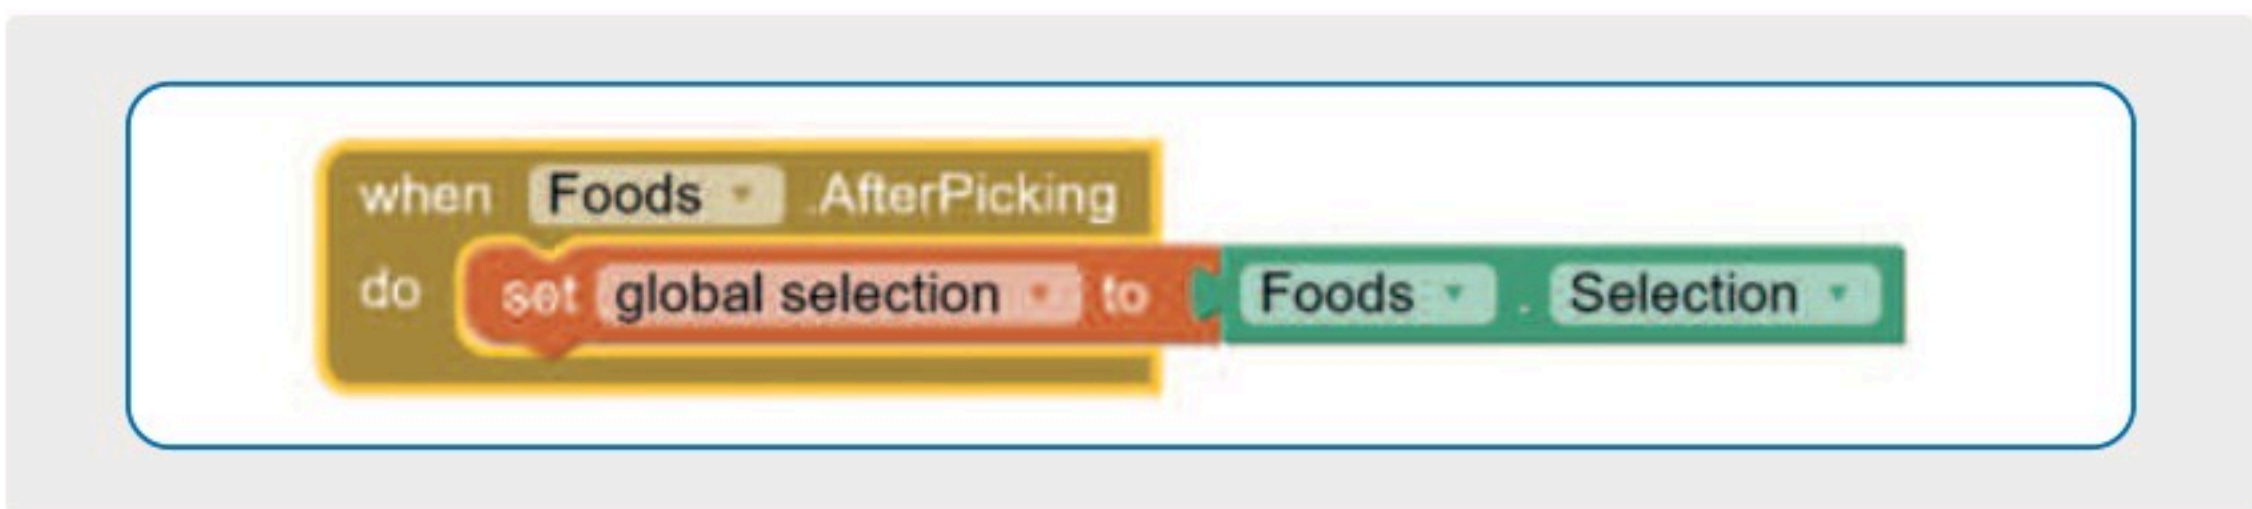 when Foods .AfterPicking
do set global selection to Foods . Selection